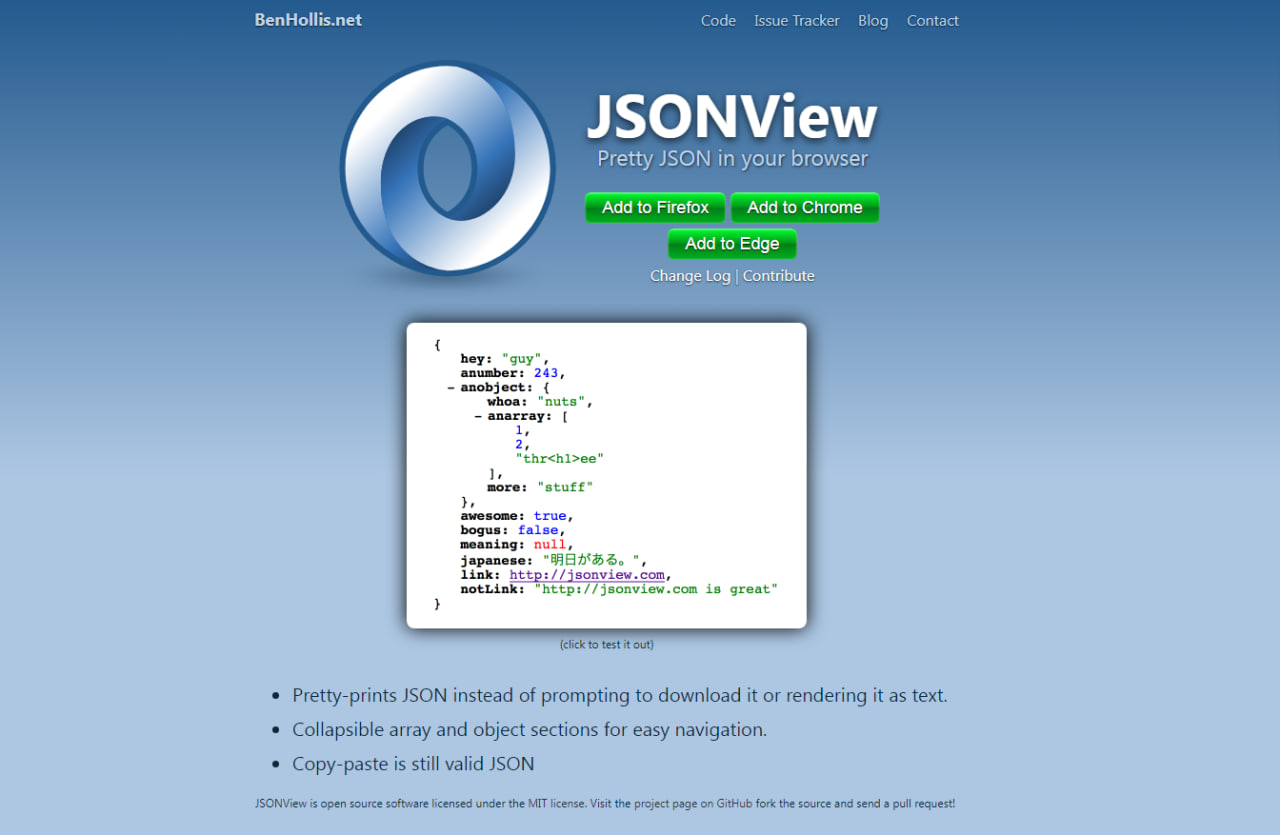 BenHollis.net
Code Issue Tracker Blog Contact
JSONView
Pretty JSON in your browser
Add to Firefox
Add to Chrome
Add to Edge
Change Log | Contribute
{
hey: "guy",
anumber: 243,
- anobject: {
whoa: "nuts",
- anarray: [
1,
2,
"thr<h1>ee"
],
more: "stuff"
},
awesome: true,
bogus: false,
meaning: null,
japanese: "明日がある。",
link: http://jsonview.com,
notLink: "http://jsonview.com is great"
}
(click to test it out)
• Pretty-prints JSON instead of prompting to download it or rendering it as text.
• Collapsible array and object sections for easy navigation.
• Copy-paste is still valid JSON
JSONView is open source software licensed under the MIT license. Visit the project page on GitHub fork the source and send a pull request!